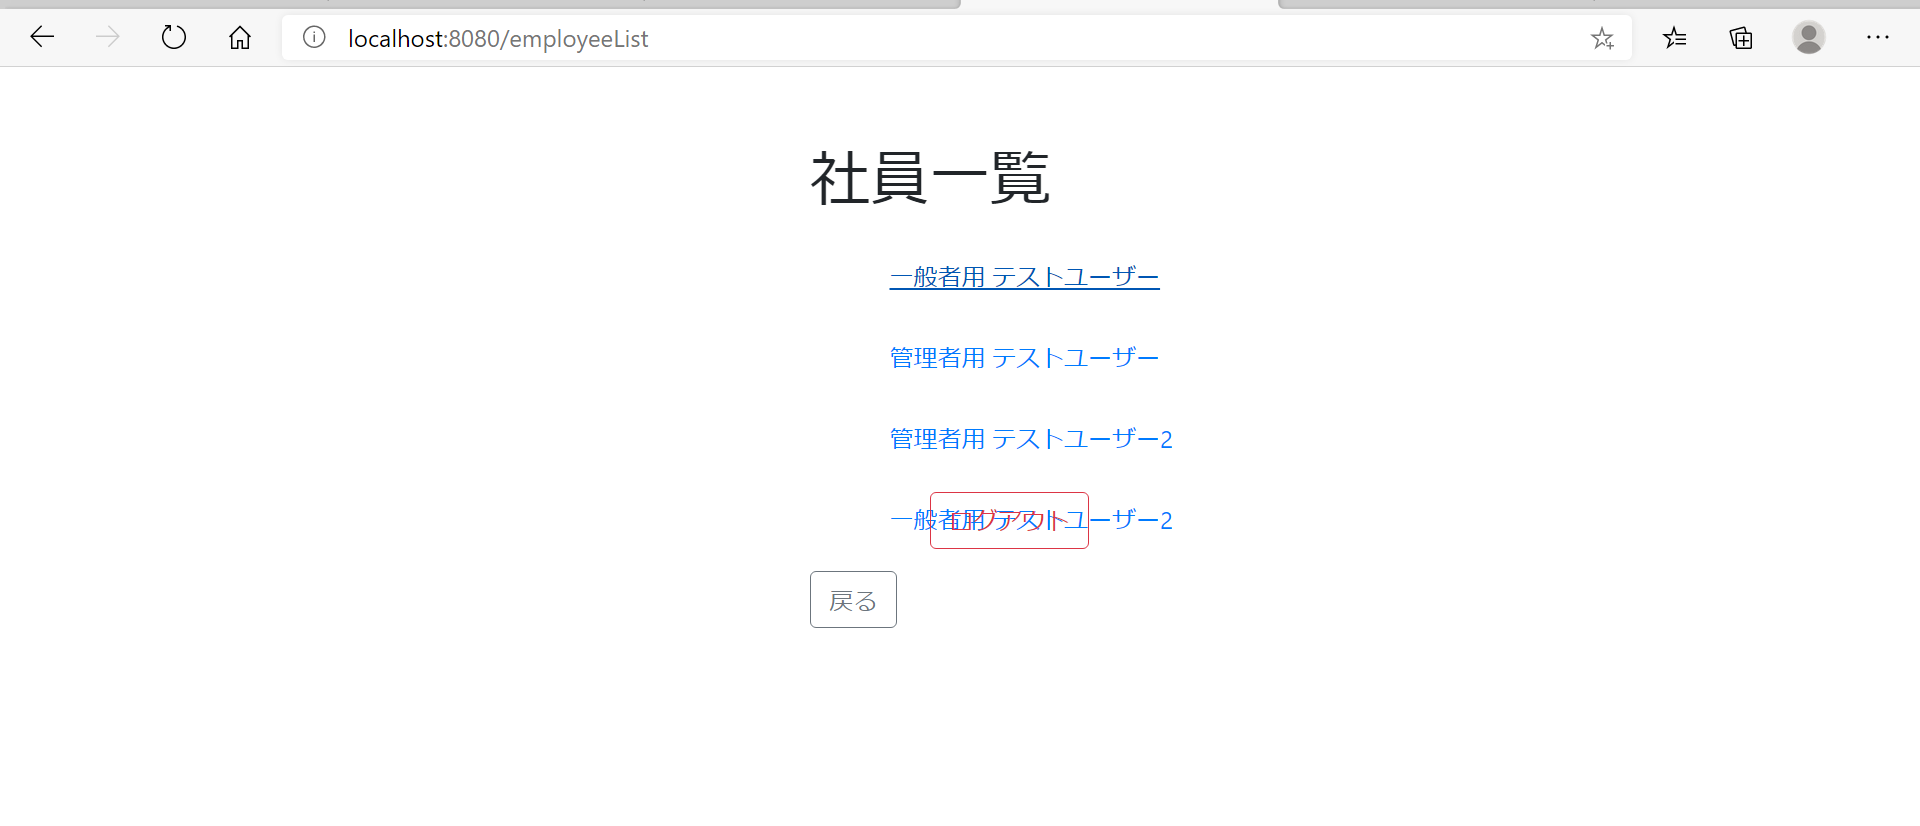 localhost:8080/employeeList
社員一覧
一般者用 テストユーザー
管理者用 テストユーザー
管理者用 テストユーザー2
一般者用 テストユーザー2
ログアウト
戻る